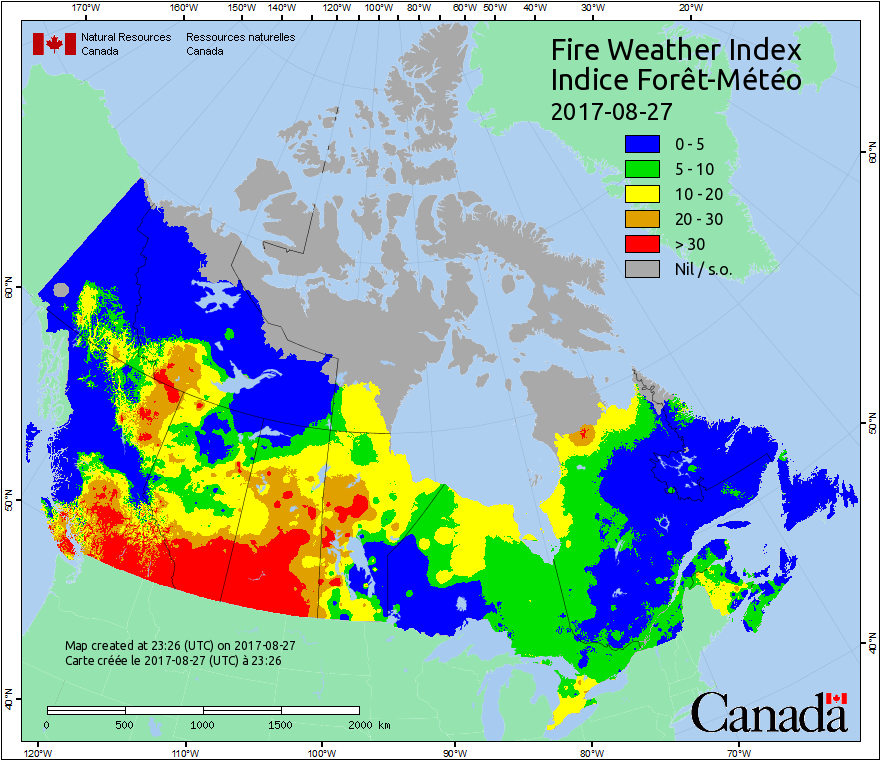 170°W 160°W 150°W 140°W 120°W 100°W 80°W 60°W 50°W 40°W 30°W 20°W
Natural Resources Ressources naturelles
Canada Canada
Fire Weather Index
Indice Forêt-Météo
2017-08-27
0 - 5
5 - 10
10 - 20
20 - 30
> 30
Nil / s.o.
60°N
60°N
50°N
50°N
40°N
40°N
Map created at 23:26 (UTC) on 2017-08-27
Carte créée le 2017-08-27 (UTC) à 23:26
0 500 1000 1500 2000 km
Canada
120°W 110°W 100°W 90°W 80°W 70°W